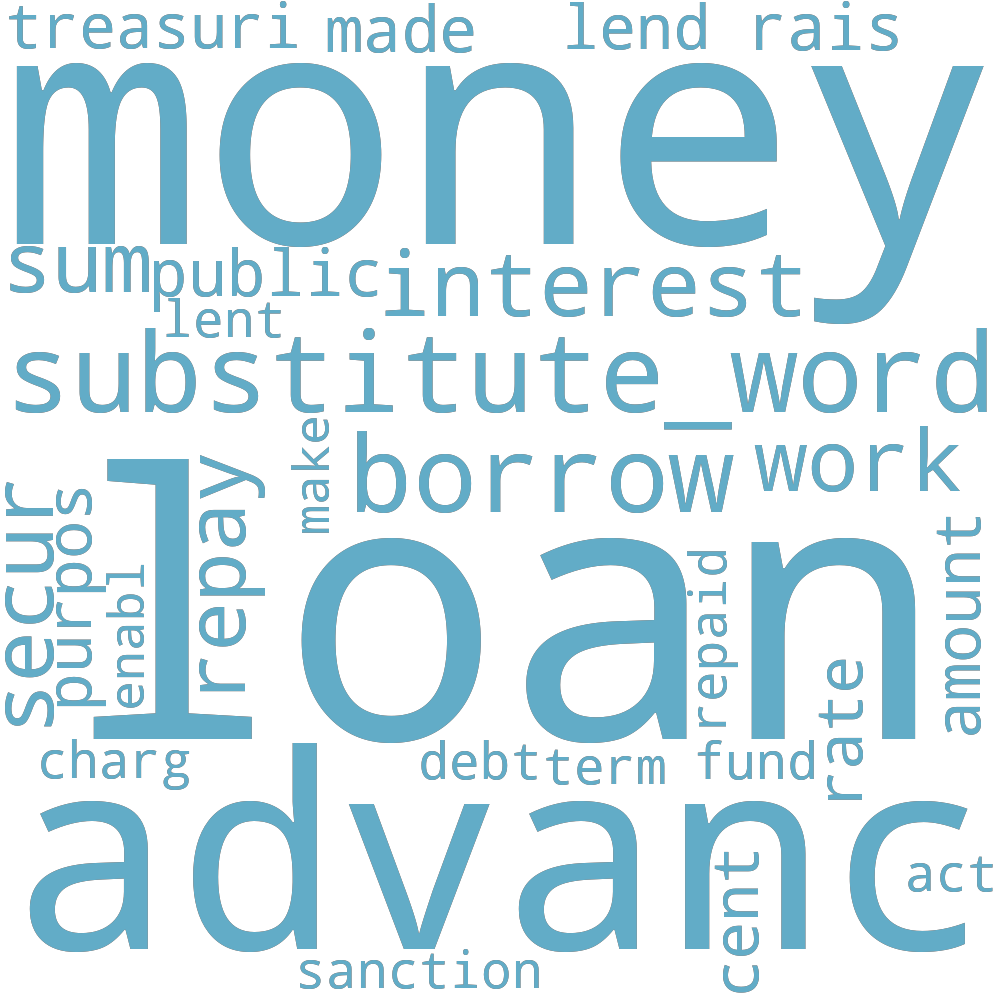 treasuri made lend rais
money
sum public interest
lent
substitute_word
make
borrow work
secur
purpos
enabl
repay
loan
repaid
amount
rate
charg debt term fund
advanc
cent
act
sanction